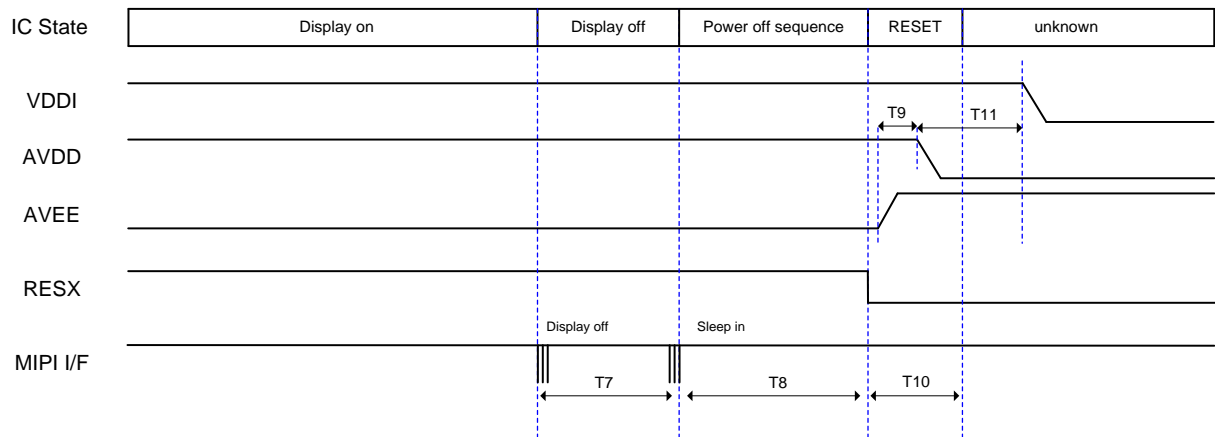 IC State
Display on
Display off
Power off sequence
RESET
unknown
VDDI
T9
T11
AVDD
AVEE
RESX
Display off
Sleep in
MIPI I/F
T7
T8
T10